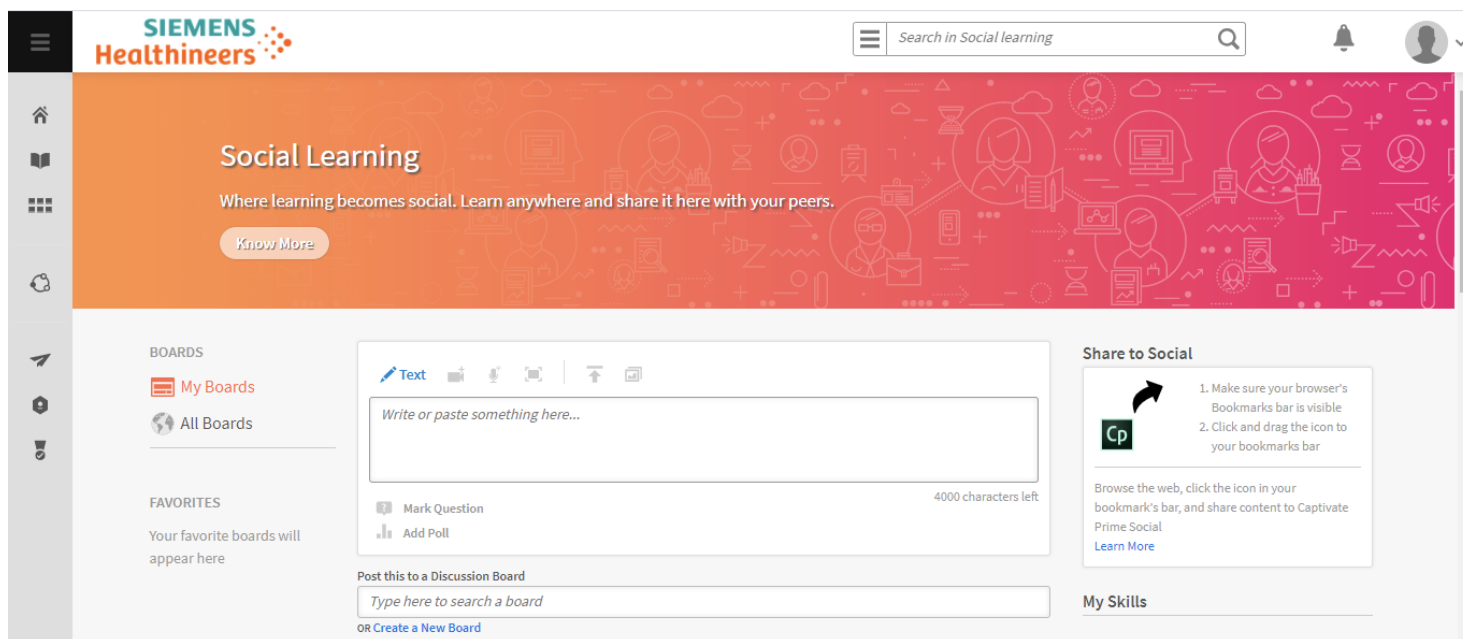 SIEMENS
Healthineers
Search in Social learning
Social Learning
Where learning becomes social. Learn anywhere and share it here with your peers.
Know More
BOARDS
My Boards
All Boards
FAVORITES
Your favorite boards will
appear here
Text
Write or paste something here...
4000 characters left
Mark Question
Add Poll
Post this to a Discussion Board
Type here to search a board
OR Create a New Board
Share to Social
Cp
1. Make sure your browser's
Bookmarks bar is visible
2. Click and drag the icon to
your bookmarks bar
Browse the web, click the icon in your
bookmark's bar, and share content to Captivate
Prime Social
Learn More
My Skills